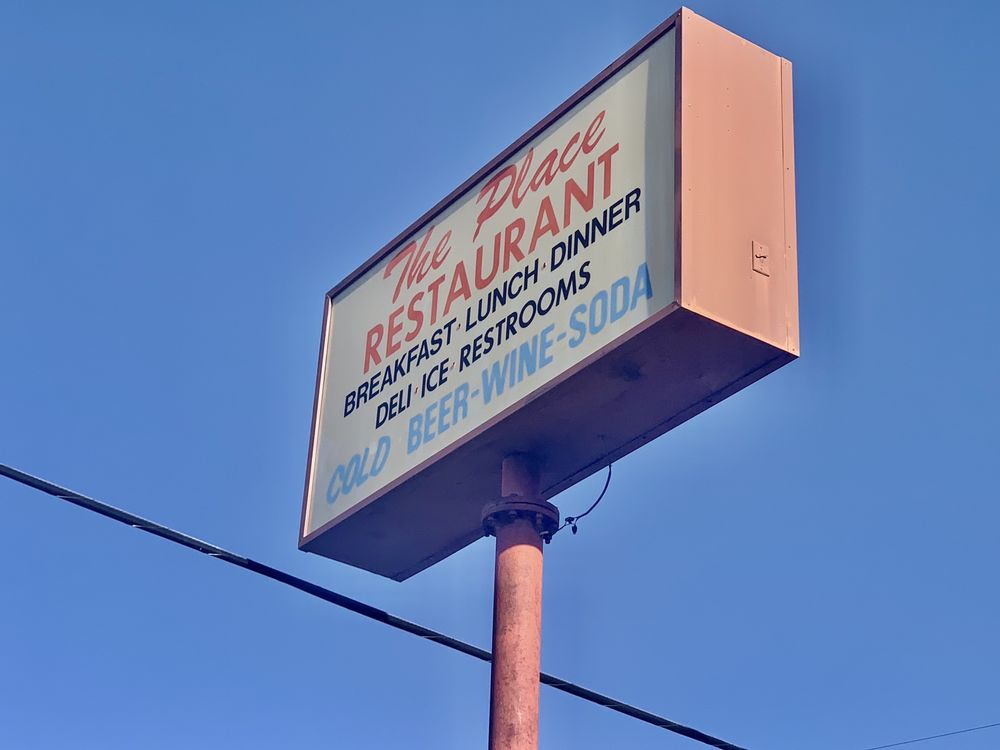 The Place
RESTAURANT
BREAKFAST · LUNCH · DINNER
DELI · ICE · RESTROOMS
COLD BEER-WINE-SODA